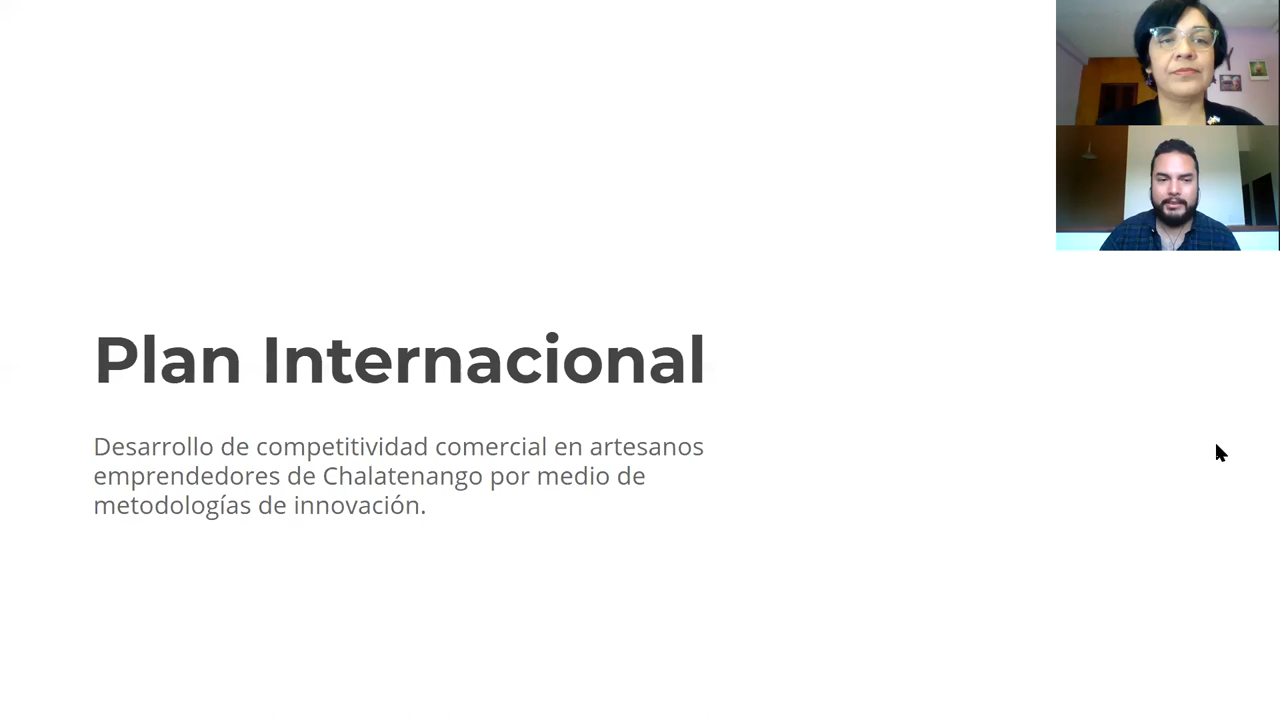 Plan Internacional
Desarrollo de competitividad comercial en artesanos
emprendedores de Chalatenango por medio de
metodologías de innovación.